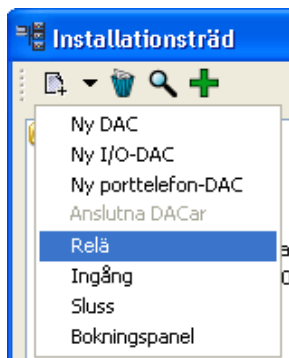 Installationsträd
Ny DAC
Ny I/O-DAC
Ny porttelefon-DAC
Anslutna DACar
Relä
Ingång
Sluss
Bokningspanel